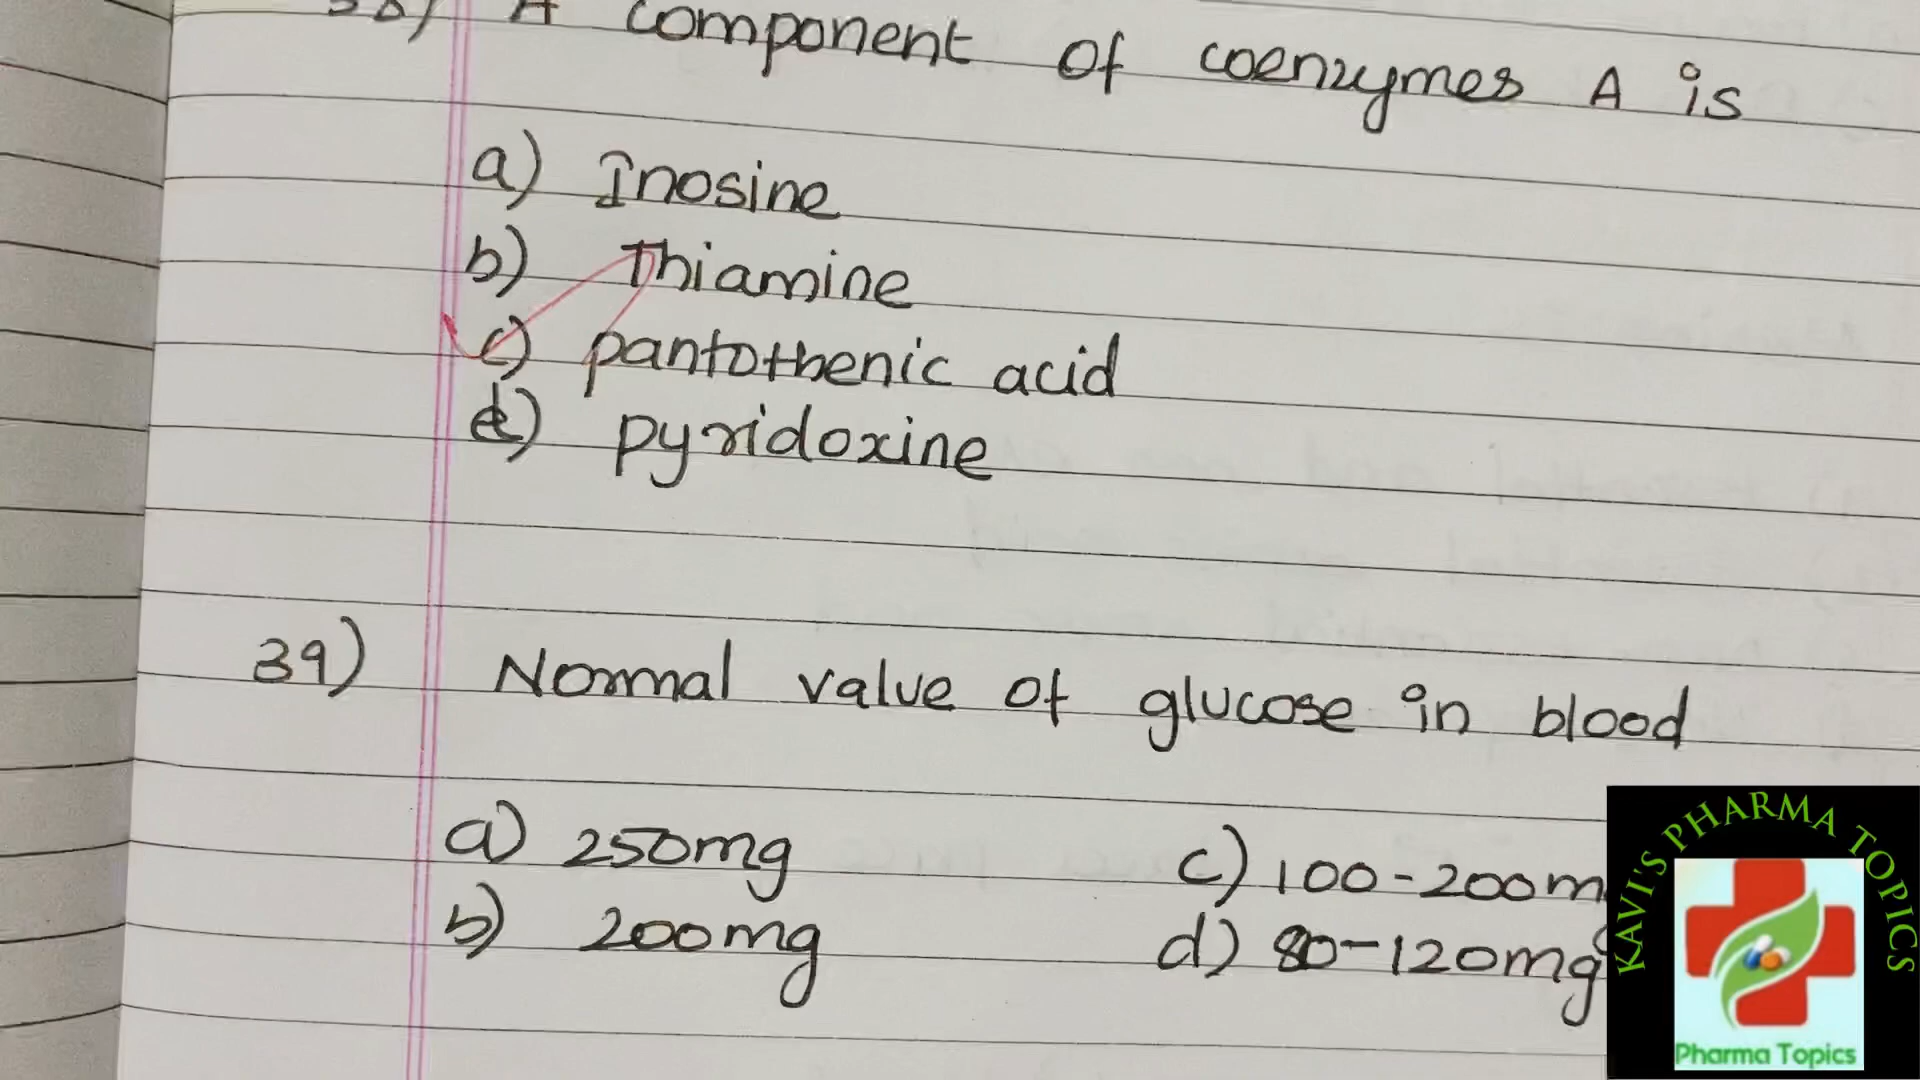 38) A component of coenzymes A is
a) Inosine
b) Thiamine
c) pantothenic acid
d) pyridoxine
39) Normal value of glucose in blood
a) 250mg
c) 100-200m
b) 200mg
d) 80-120mg
KAVI'S PHARMA TOPICS
Pharma Topics